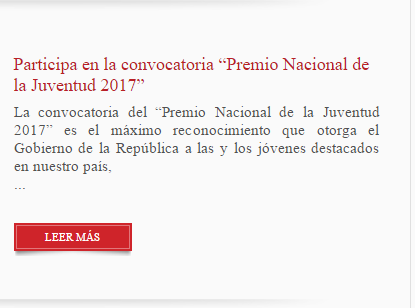 Participa en la convocatoria “Premio Nacional de
la Juventud 2017”
La convocatoria del “Premio Nacional de la Juventud
2017” es el máximo reconocimiento que otorga el
Gobierno de la República a las y los jóvenes destacados
en nuestro país,
...
LEER MÁS